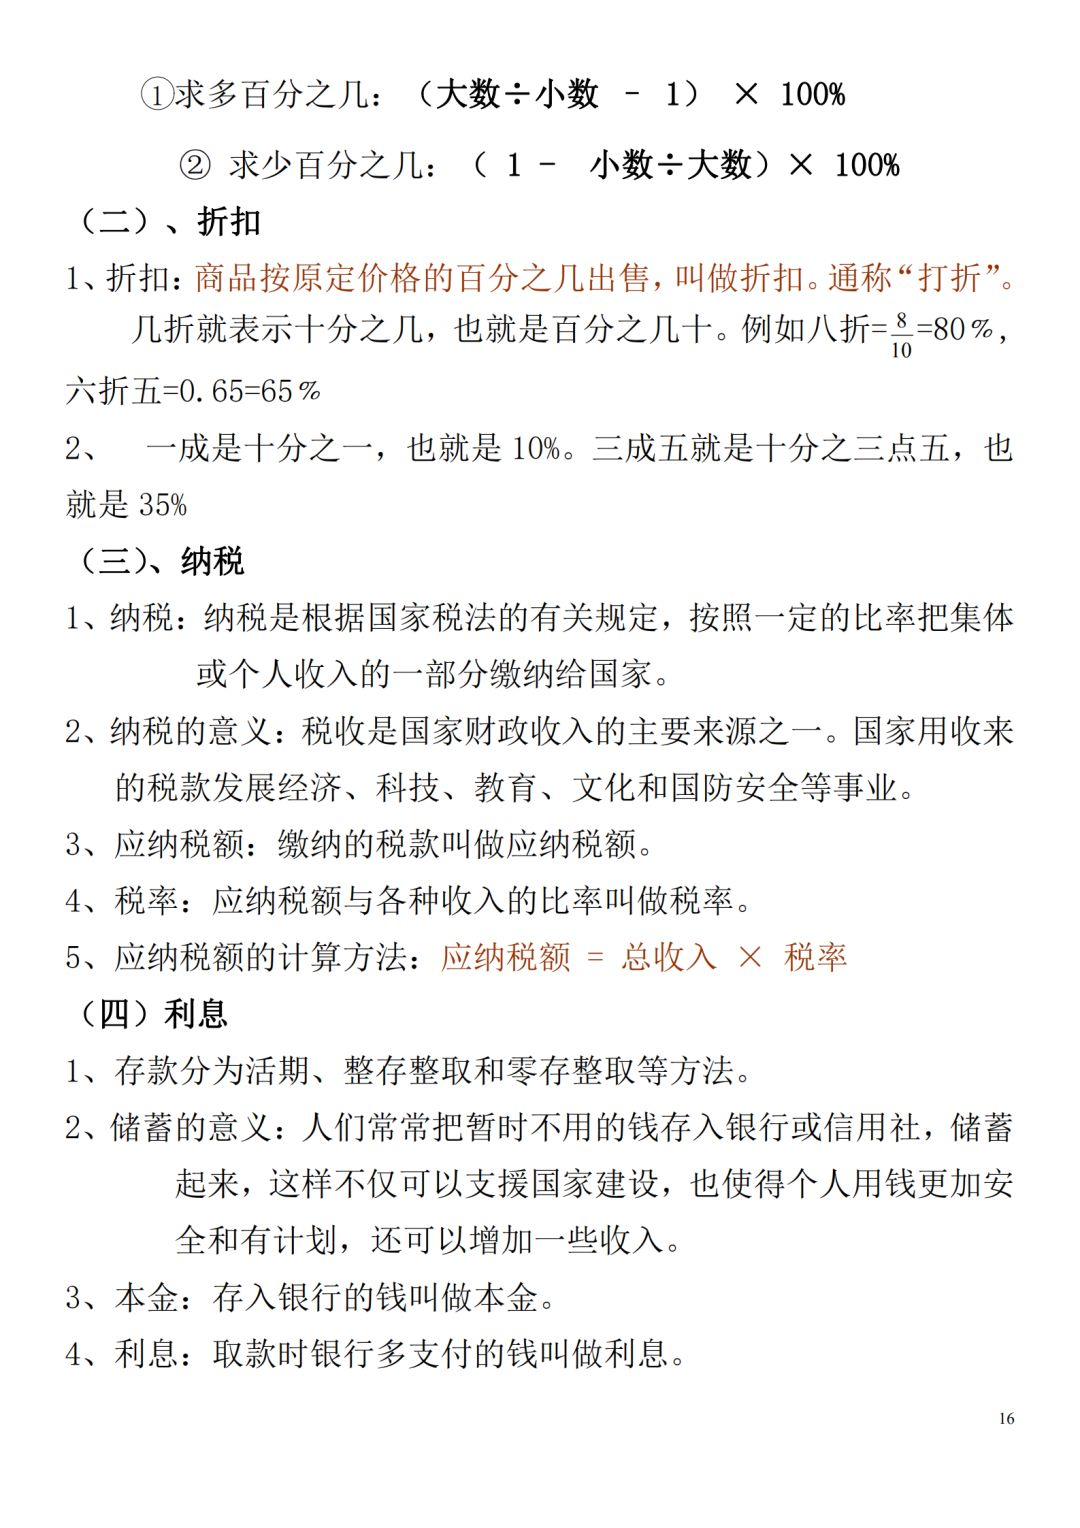 ①求多百分之几：（大数÷小数 – 1） × 100%
② 求少百分之几：（ 1 - 小数÷大数）× 100%
（二）、折扣
1、折扣：商品按原定价格的百分之几出售，叫做折扣。通称“打折”。
几折就表示十分之几，也就是百分之几十。例如八折=8/10=80﹪，
六折五=0.65=65﹪
2、 一成是十分之一，也就是10%。三成五就是十分之三点五，也
就是35%
（三）、纳税
1、纳税：纳税是根据国家税法的有关规定，按照一定的比率把集体
或个人收入的一部分缴纳给国家。
2、纳税的意义：税收是国家财政收入的主要来源之一。国家用收来
的税款发展经济、科技、教育、文化和国防安全等事业。
3、应纳税额：缴纳的税款叫做应纳税额。
4、税率：应纳税额与各种收入的比率叫做税率。
5、应纳税额的计算方法：应纳税额 = 总收入 × 税率
（四）利息
1、存款分为活期、整存整取和零存整取等方法。
2、储蓄的意义：人们常常把暂时不用的钱存入银行或信用社，储蓄
起来，这样不仅可以支援国家建设，也使得个人用钱更加安
全和有计划，还可以增加一些收入。
3、本金：存入银行的钱叫做本金。
4、利息：取款时银行多支付的钱叫做利息。
16